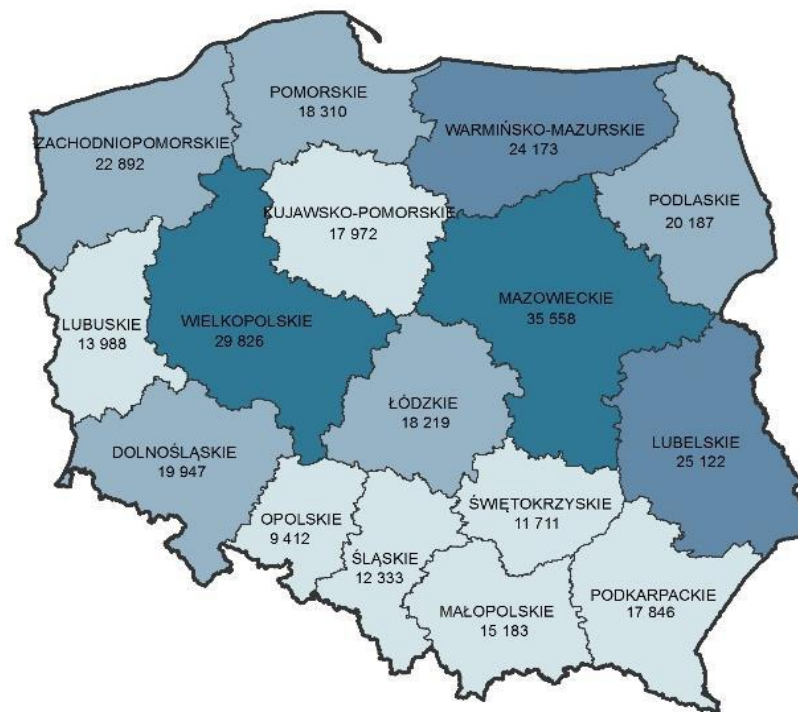 POMORSKIE
18 310
WARMIŃSKO-MAZURSKIE
24 173
ZACHODNIOPOMORSKIE
22 892
PODLASKIE
20 187
KUJAWSKO-POMORSKIE
17 972
MAZOWIECKIE
35 558
LUBUSKIE
13 988
WIELKOPOLSKIE
29 826
ŁÓDZKIE
18 219
DOLNOŚLĄSKIE
19 947
LUBELSKIE
25 122
ŚWIĘTOKRZYSKIE
11 711
OPOLSKIE
9 412
ŚLĄSKIE
12 333
PODKARPACKIE
17 846
MAŁOPOLSKIE
15 183